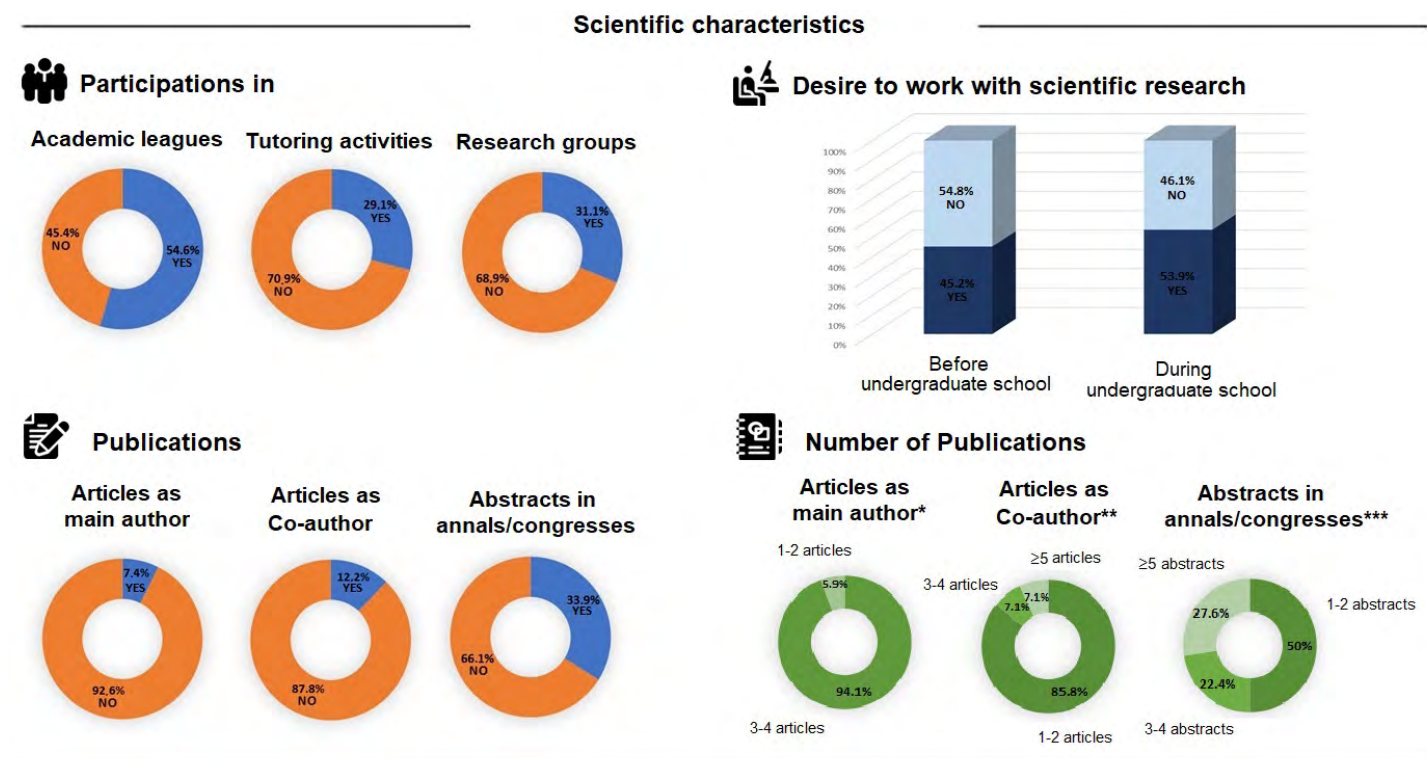 Scientific characteristics
Participations in
Academic leagues
45.4%
NO
54.6%
YES
Tutoring activities
29,1%
YES
70,9%
NO
Research groups
31.1%
YES
68,9%
NO
Desire to work with scientific research
100%
90%
80%
70%
60%
50%
40%
30%
20%
10%
0%
54.8%
NO
45.2%
YES
46.1%
NO
53.9%
YES
Before
undergraduate school
During
undergraduate school
Publications
Articles as
main author
7.4%
YES
92,6%
NO
Articles as
Co-author
12.2%
YES
87.8%
NO
Abstracts in
annals/congresses
33.9%
YES
66.1%
NO
Number of Publications
Articles as
main author*
1-2 articles
5.9%
94.1%
3-4 articles
Articles as
Co-author**
≥5 articles
3-4 articles
7.1%
7.1%
85.8%
1-2 articles
Abstracts in
annals/congresses***
≥5 abstracts
1-2 abstracts
27.6%
50%
22.4%
3-4 abstracts